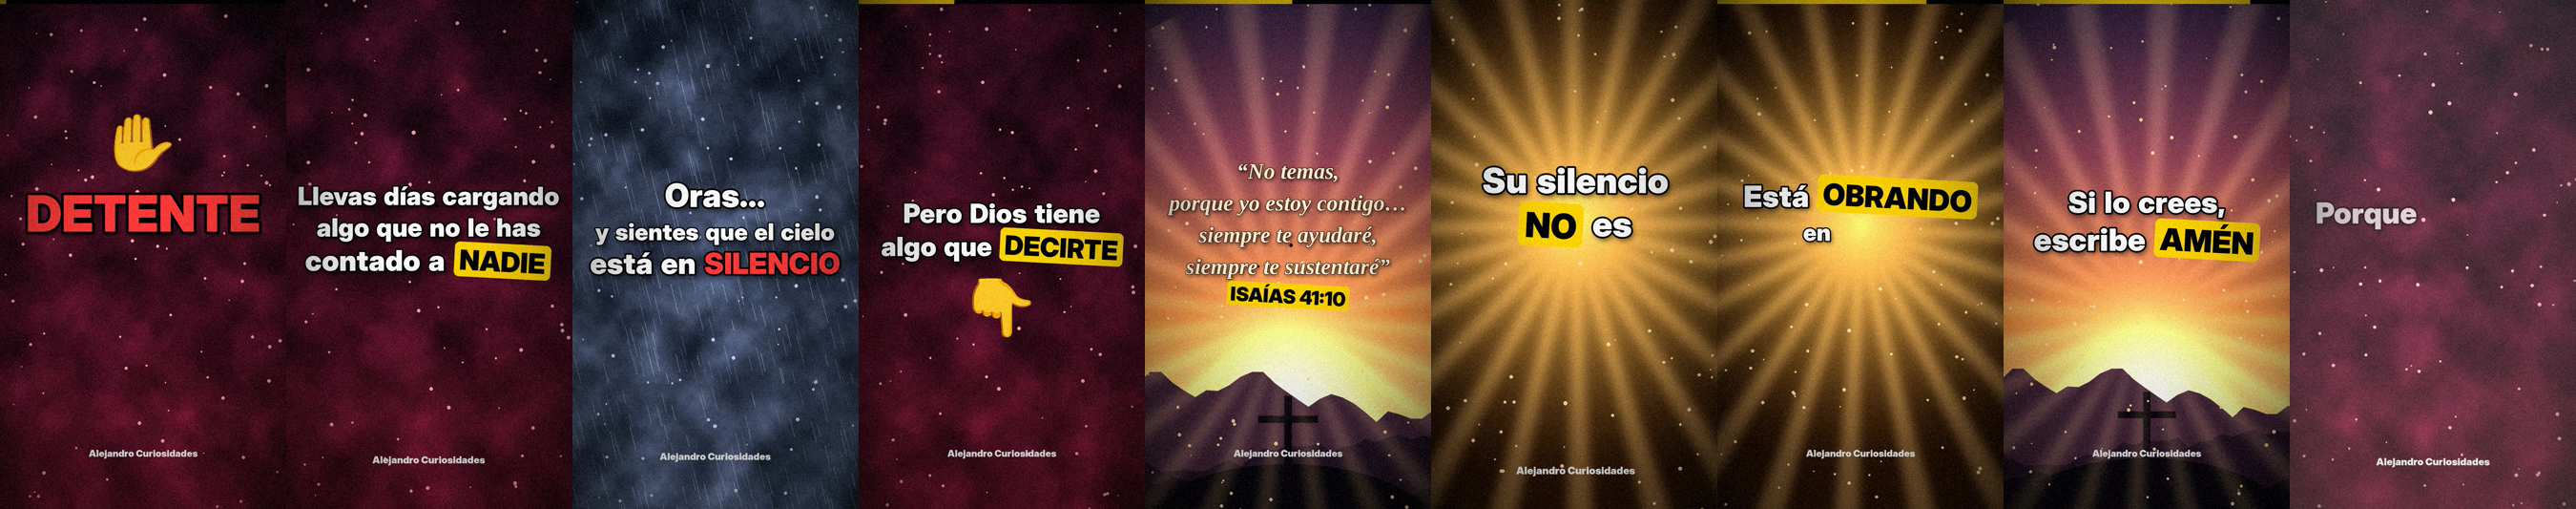 DETENTE
Alejandro Curiosidades
Llevas días cargando
algo que no le has
contado a NADIE
Alejandro Curiosidades
Oras...
y sientes que el cielo
está en SILENCIO
Alejandro Curiosidades
Pero Dios tiene
algo que DECIRTE
Alejandro Curiosidades
“No temas,
porque yo estoy contigo…
siempre te ayudaré,
siempre te sustentaré”
ISAÍAS 41:10
Alejandro Curiosidades
Su silencio
NO es
Alejandro Curiosidades
Está OBRANDO
en
Alejandro Curiosidades
Si lo crees,
escribe AMÉN
Alejandro Curiosidades
Porque
Alejandro Curiosidades